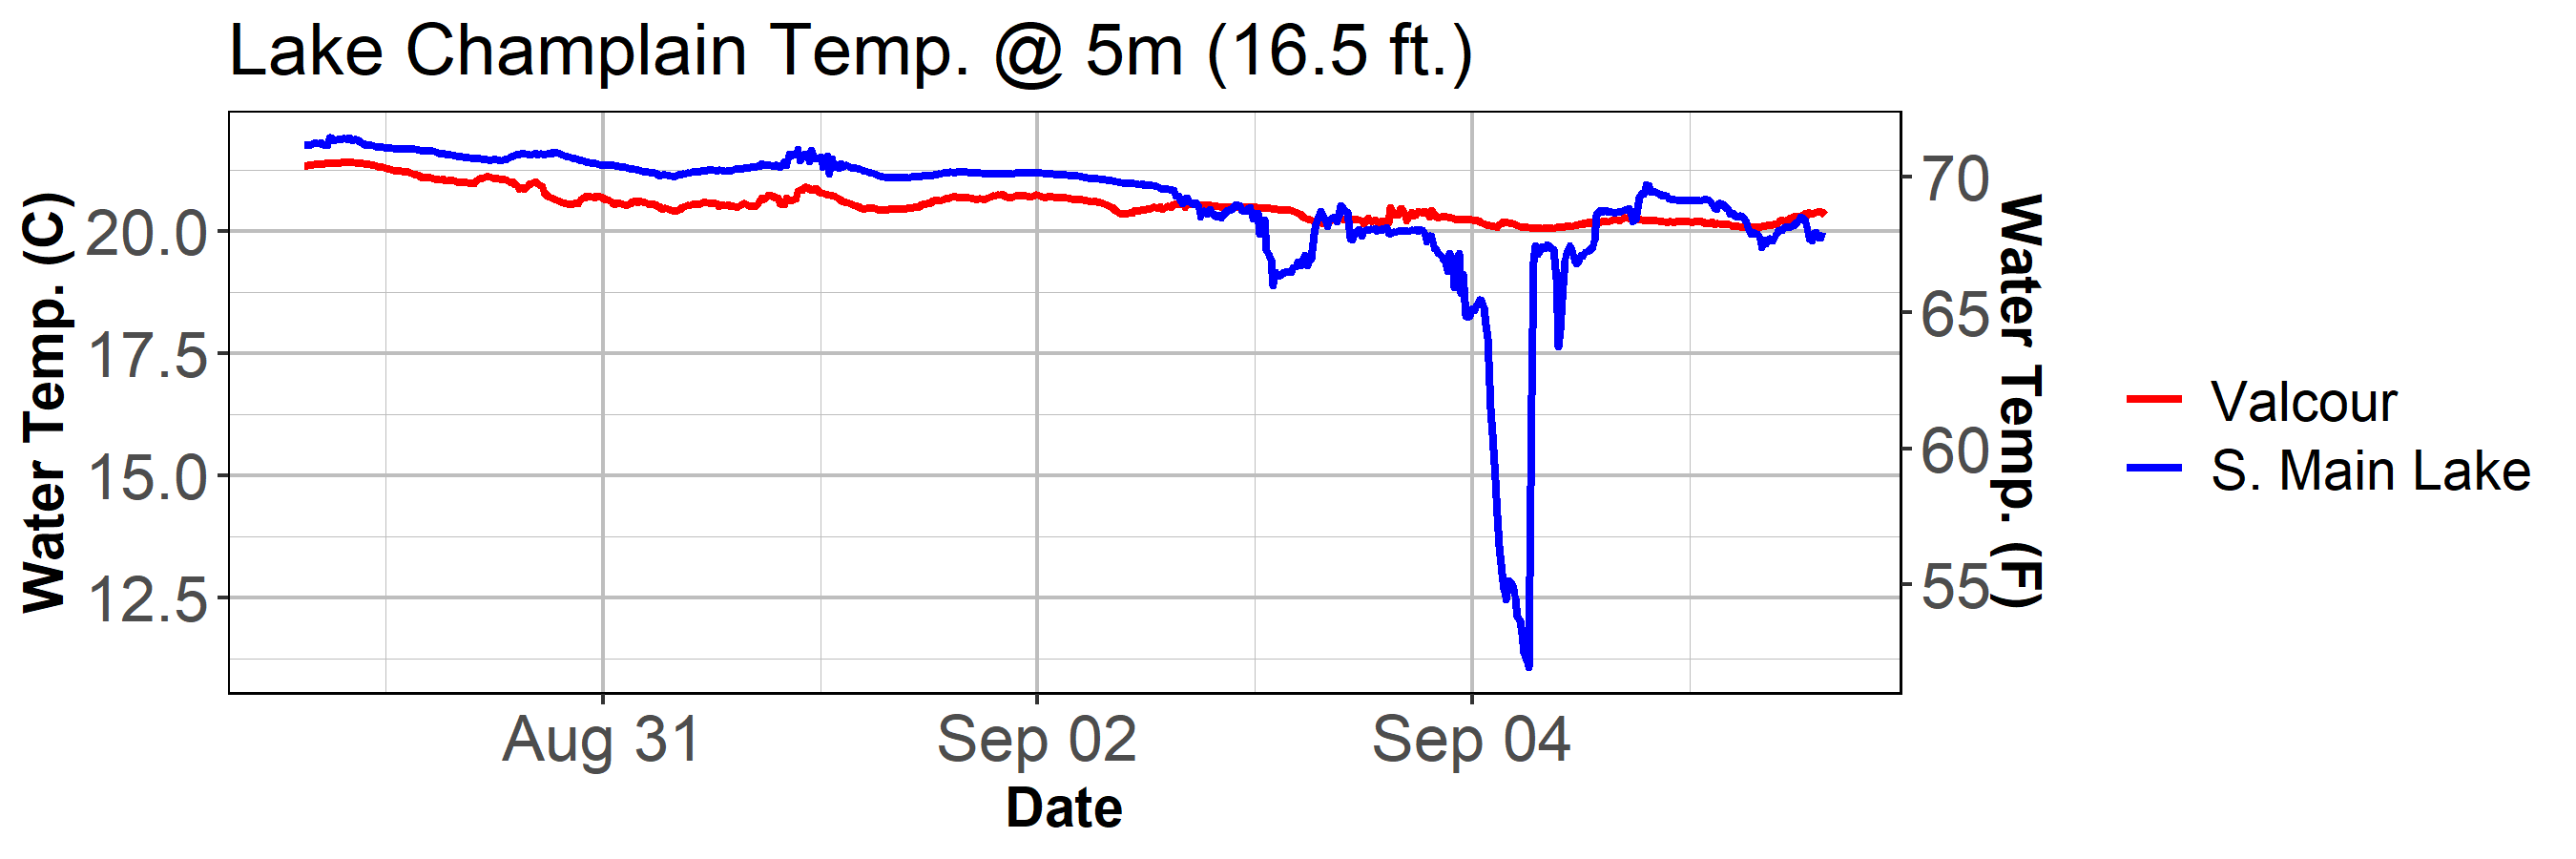 Lake Champlain Temp. @ 5m (16.5 ft.)
Water Temp. (C)
20.0
17.5
15.0
12.5
70
65
60
55
Water Temp. (F)
Aug 31
Sep 02
Sep 04
Date
Valcour
S. Main Lake